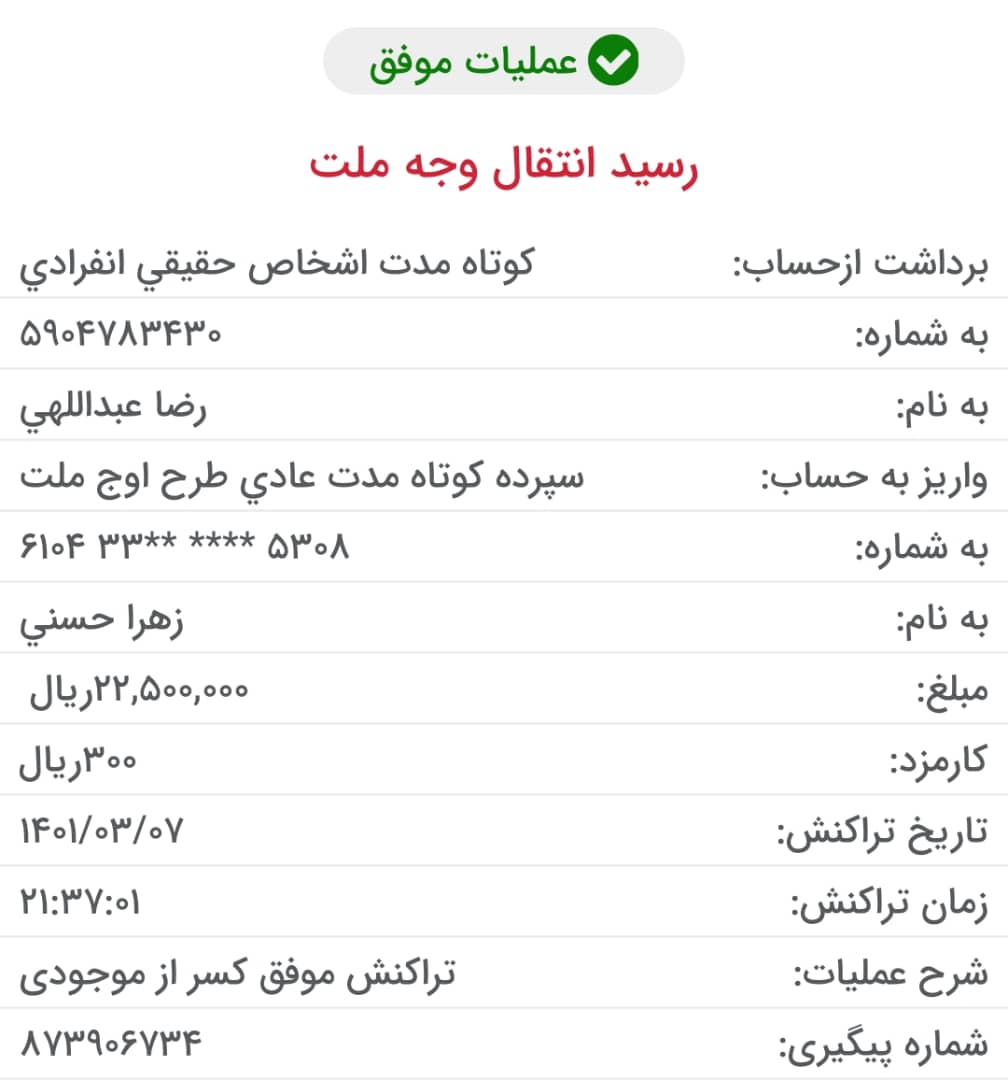 عملیات موفق
رسید انتقال وجه ملت
برداشت ازحساب: کوتاه مدت اشخاص حقيقي انفرادي
به شماره: ۵۹۰۴۷۸۳۴۳۰
به نام: رضا عبداللهي
واریز به حساب: سپرده کوتاه مدت عادي طرح اوج ملت
به شماره: ۶۱۰۴ ۳۳** **** ۵۳۰۸
به نام: زهرا حسني
مبلغ: ۲۲,۵۰۰,۰۰۰ریال
کارمزد: ۳۰۰ریال
تاریخ تراکنش: ۱۴۰۱/۰۳/۰۷
زمان تراکنش: ۲۱:۳۷:۰۱
شرح عملیات: تراکنش موفق کسر از موجودی
شماره پیگیری: ۸۷۳۹۰۶۷۳۴